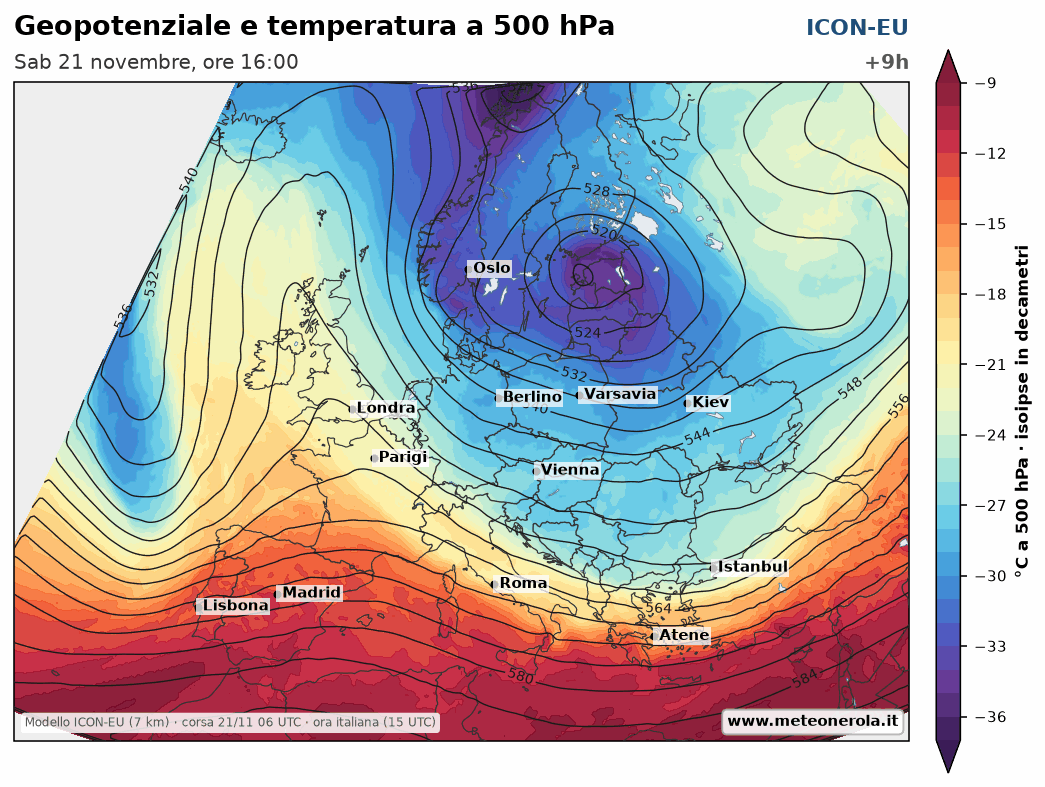 Geopotenziale e temperatura a 500 hPa
ICON-EU
Sab 21 novembre, ore 16:00
+9h
540
532
536
528
520
524
532
548
556
544
Oslo
Berlino
Varsavia
Kiev
Londra
Parigi
Vienna
Istanbul
Roma
Madrid
Lisbona
564
Atene
580
584
Modello ICON-EU (7 km) · corsa 21/11 06 UTC · ora italiana (15 UTC)
www.meteonerola.it
−9
−12
−15
−18
−21
−24
−27
−30
−33
−36
°C a 500 hPa · isoipse in decametri